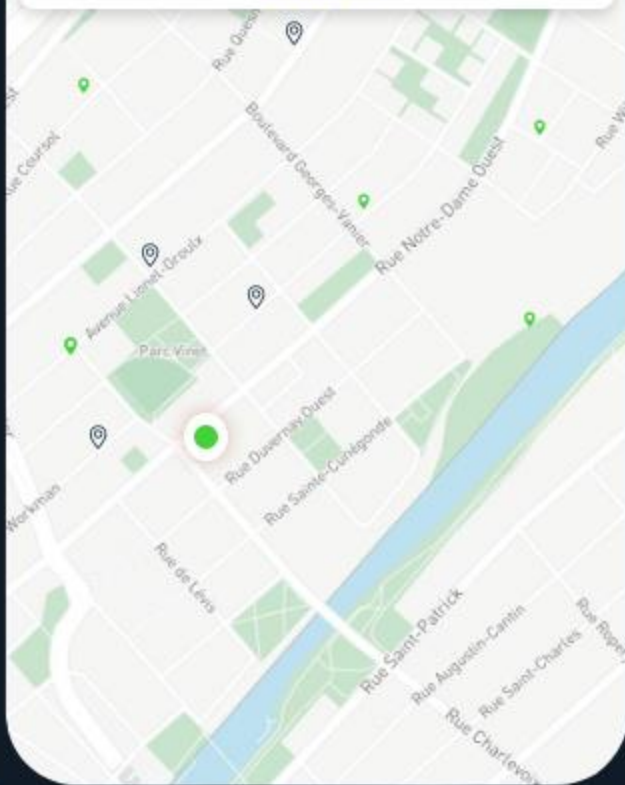 Rue Coursol
Boulevard Georges-Vanier
Rue Notre-Dame Ouest
Avenue Lionel-Groulx
Parc Vinet
Rue Duvernay Ouest
Rue Sainte-Cunégonde
Workman
Rue de Lévis
Rue Saint-Patrick
Rue Augustin-Cantin
Rue Saint-Charles
Rue Ropery
Rue Charlevoix